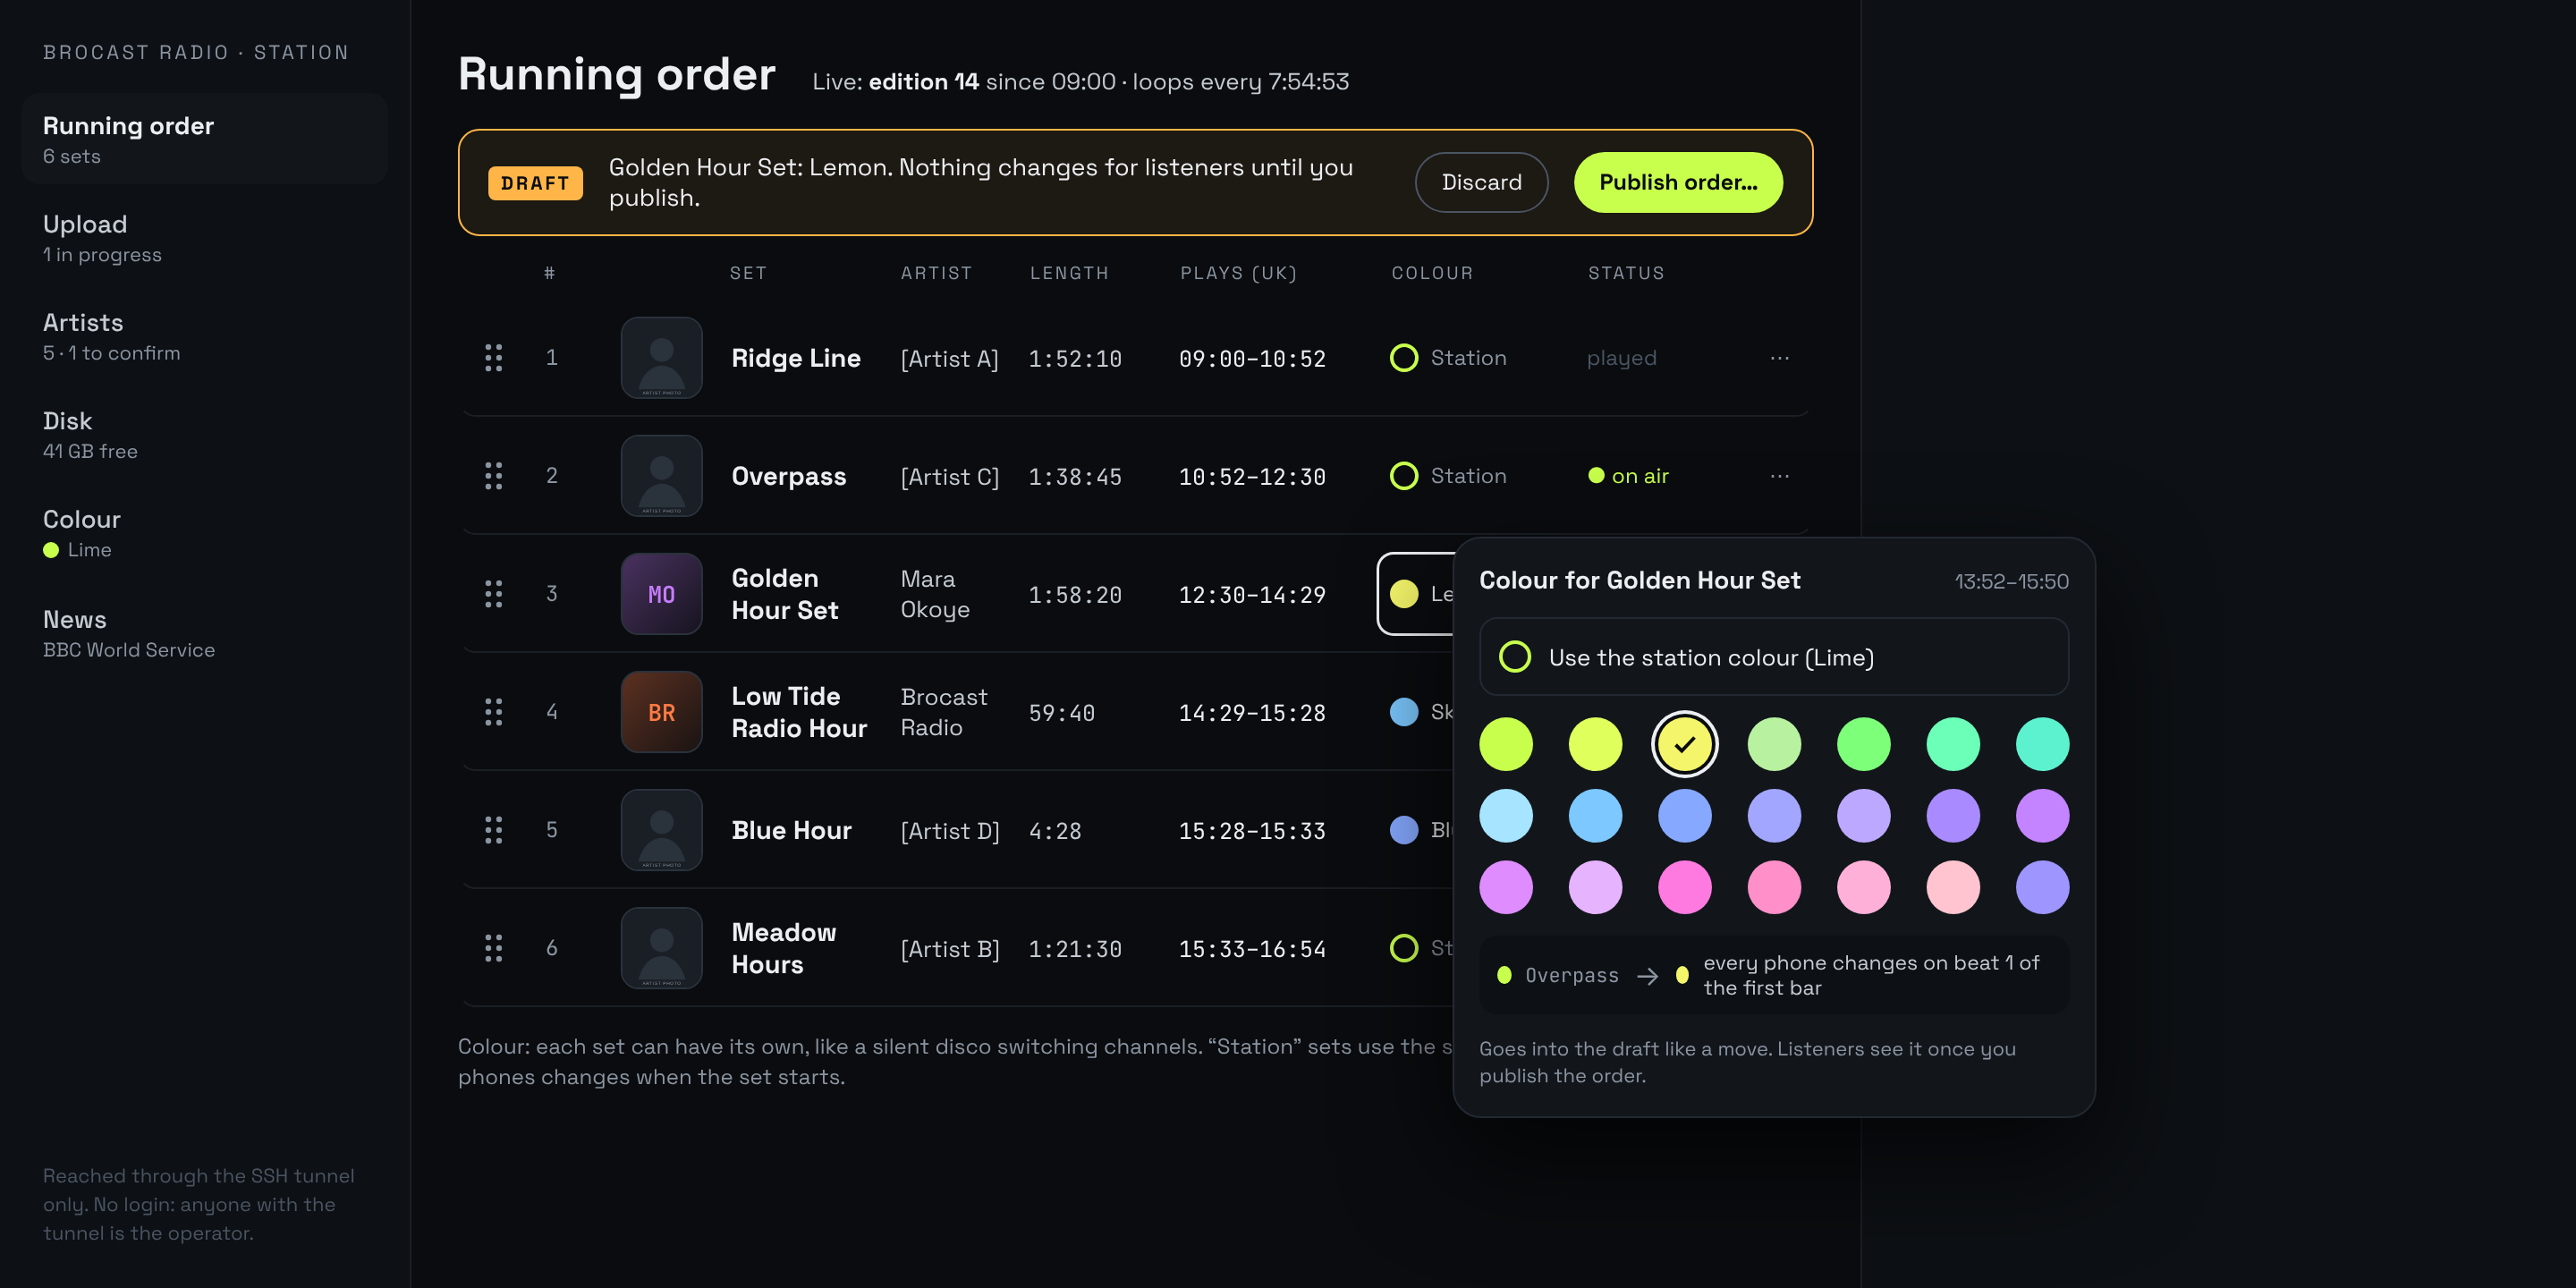 BROCAST RADIO · STATION
Running order
6 sets
Upload
1 in progress
Artists
5 · 1 to confirm
Disk
41 GB free
Colour
Lime
News
BBC World Service
Reached through the SSH tunnel
only. No login: anyone with the
tunnel is the operator.
Running order
Live: edition 14 since 09:00 · loops every 7:54:53
DRAFT
Golden Hour Set: Lemon. Nothing changes for listeners until you
publish.
Discard
Publish order…
# SET ARTIST LENGTH PLAYS (UK) COLOUR STATUS
1 Ridge Line [Artist A] 1:52:10 09:00–10:52 Station played ···
ARTIST PHOTO
2 Overpass [Artist C] 1:38:45 10:52–12:30 Station on air ···
ARTIST PHOTO
3 MO Golden Mara 1:58:20 12:30–14:29 Le
Hour Set Okoye
4 BR Low Tide Brocast 59:40 14:29–15:28 Sk
Radio Hour Radio
5 Blue Hour [Artist D] 4:28 15:28–15:33 Bl
ARTIST PHOTO
6 Meadow [Artist B] 1:21:30 15:33–16:54 St
Hours
ARTIST PHOTO
Colour: each set can have its own, like a silent disco switching channels. “Station” sets use the s
phones changes when the set starts.
Colour for Golden Hour Set 13:52–15:50
Use the station colour (Lime)
Overpass → every phone changes on beat 1 of
the first bar
Goes into the draft like a move. Listeners see it once you
publish the order.